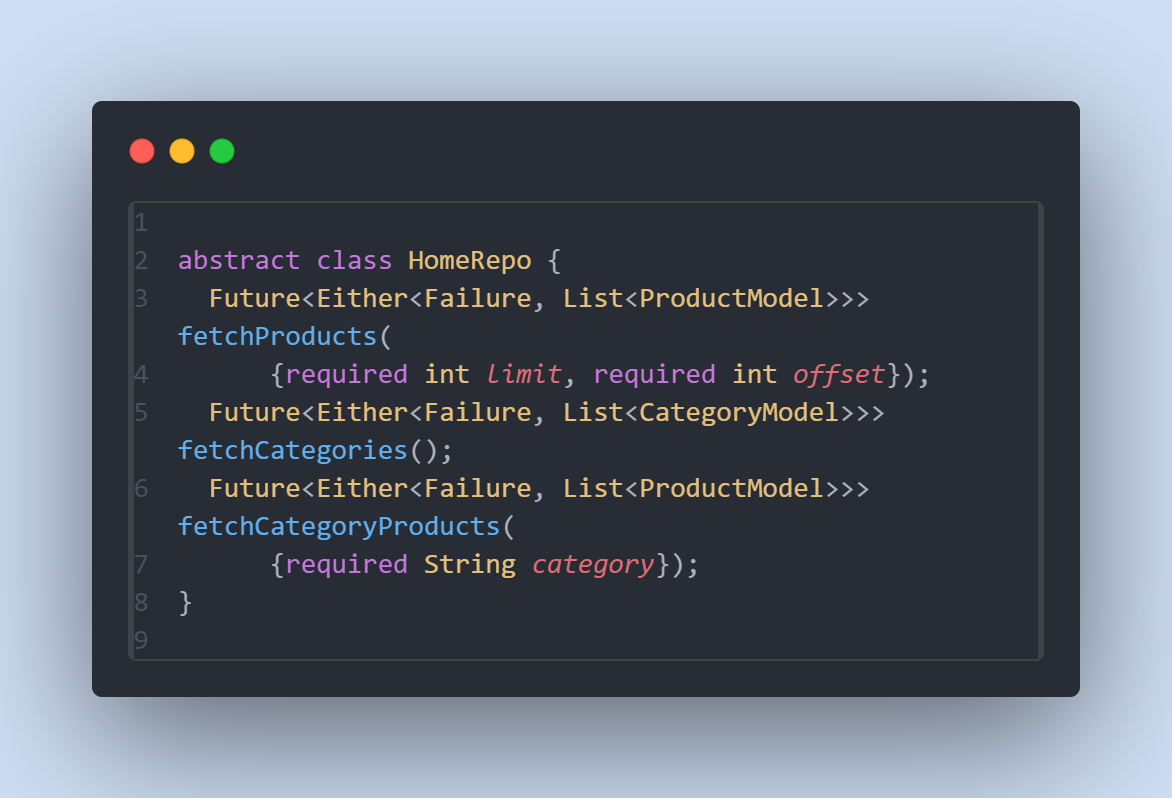 1
2 abstract class HomeRepo {
3   Future<Either<Failure, List<ProductModel>>>
fetchProducts(
4       {required int limit, required int offset});
5   Future<Either<Failure, List<CategoryModel>>>
fetchCategories();
6   Future<Either<Failure, List<ProductModel>>>
fetchCategoryProducts(
7       {required String category});
8 }
9